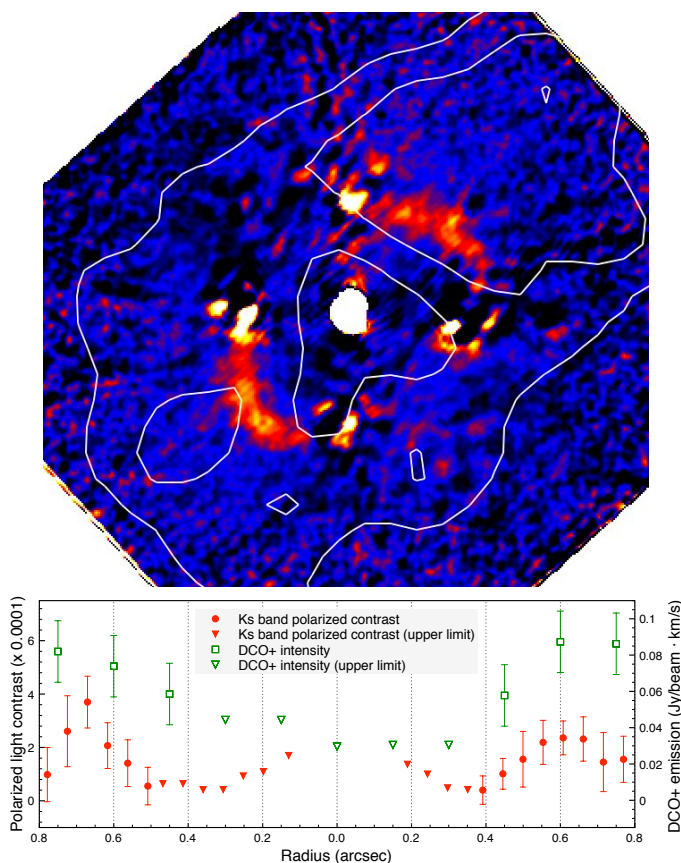 Polarized light contrast (x 0,0001)
6
4
2
0
Ks band polarized contrast
Ks band polarized contrast (upper limit)
DCO+ intensity
DCO+ intensity (upper limit)
0.1
0.08
0.06
0.04
0.02
0
DCO+ emission (Jy/beam · km/s)
0.8 0.6 0.4 0.2 0.0 0.2 0.4 0.6 0.8
Radius (arcsec)